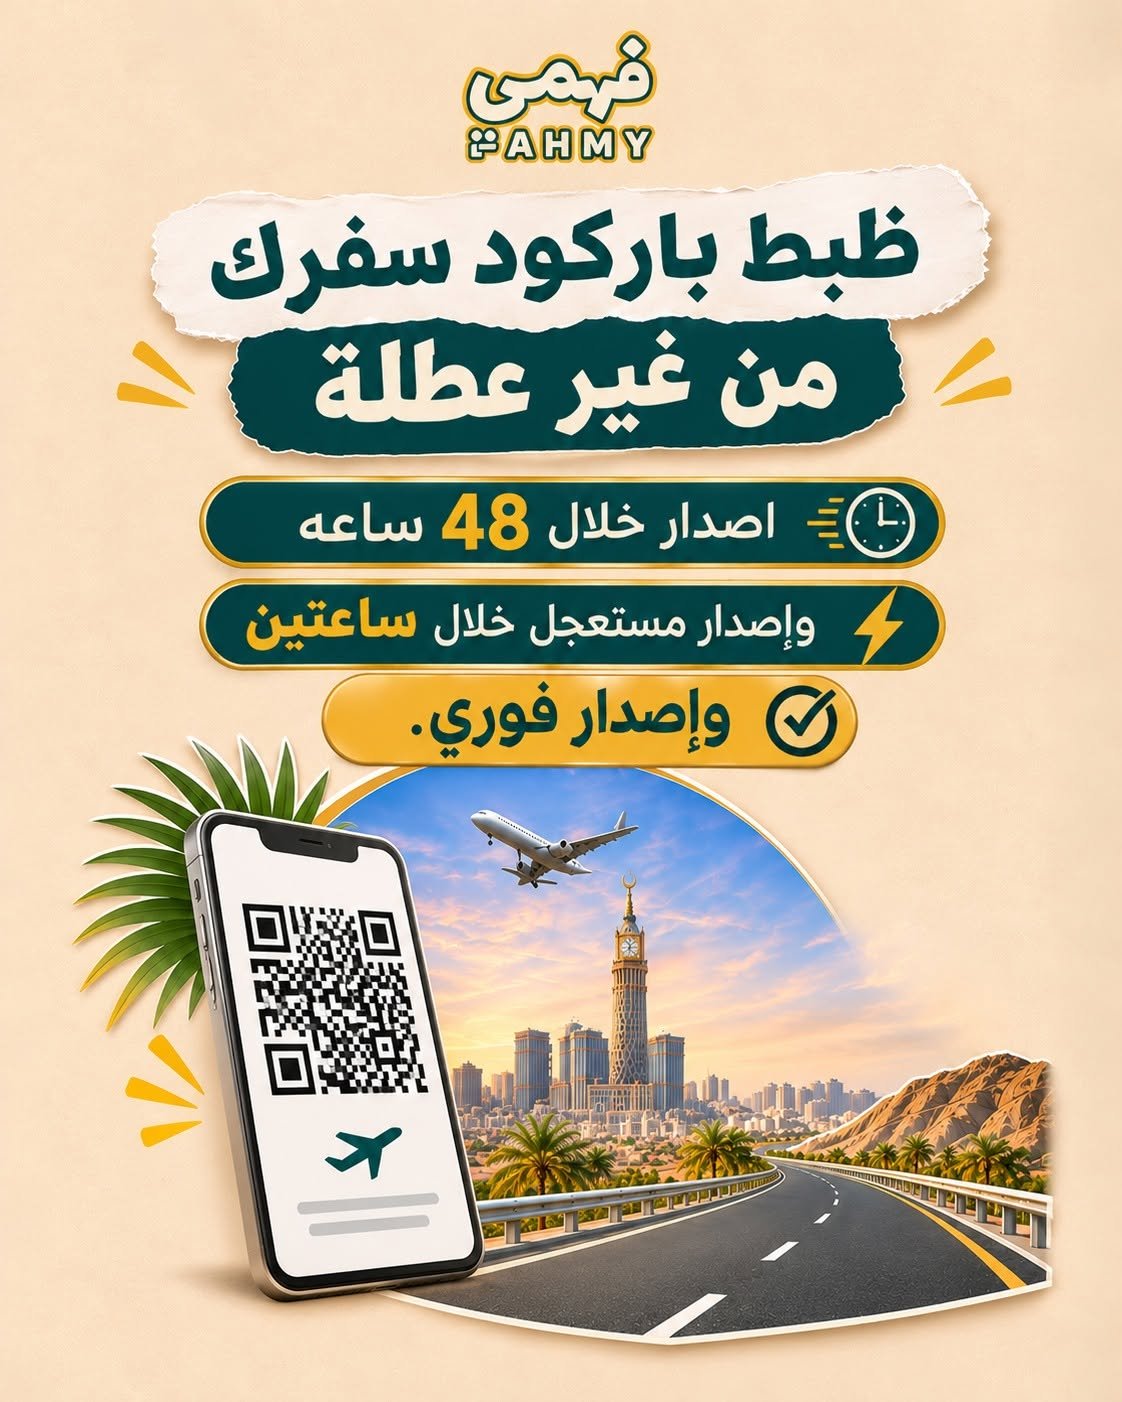 فهمي
FAHMY
ظبط باركود سفرك
من غير عطلة
اصدار خلال 48 ساعه
وإصدار مستعجل خلال ساعتين
وإصدار فوري.